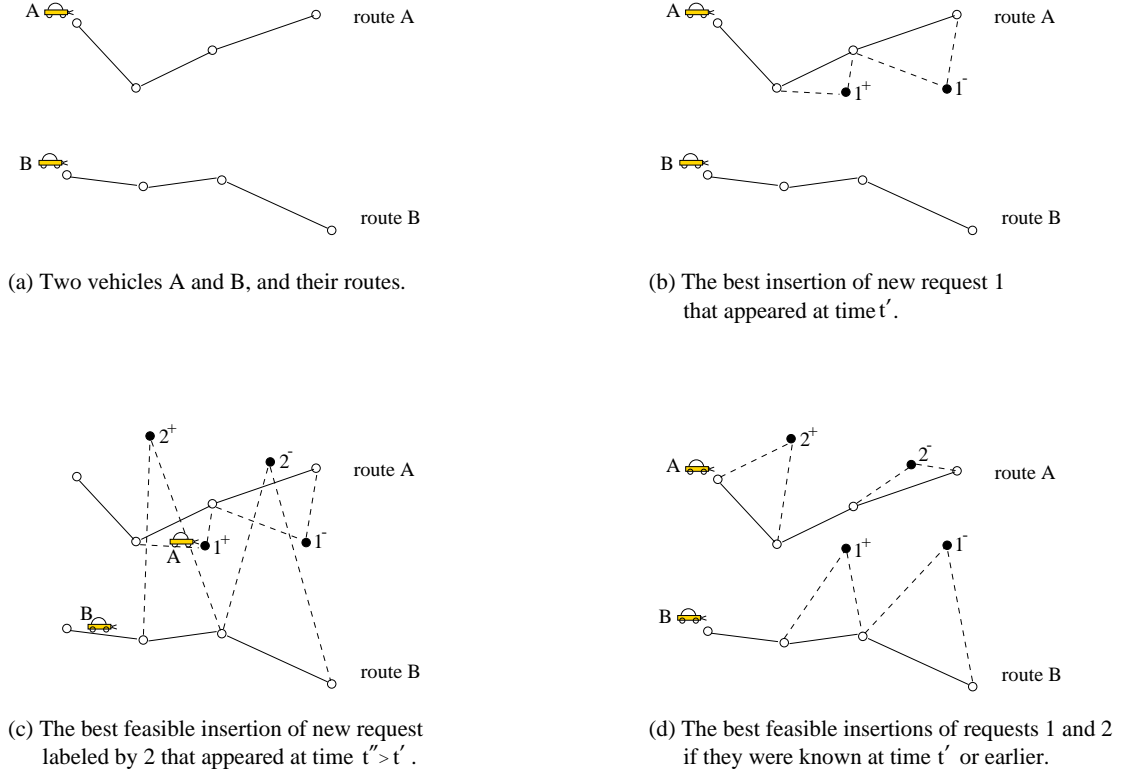 A
route A
B
route B
(a) Two vehicles A and B, and their routes.
A
route A
1+
1-
B
route B
(b) The best insertion of new request 1
that appeared at time t′.
2+
2-
route A
1+
1-
A
B
route B
(c) The best feasible insertion of new request
labeled by 2 that appeared at time t″> t′.
2+
2-
A
route A
1+
1-
B
route B
(d) The best feasible insertions of requests 1 and 2
if they were known at time t′ or earlier.